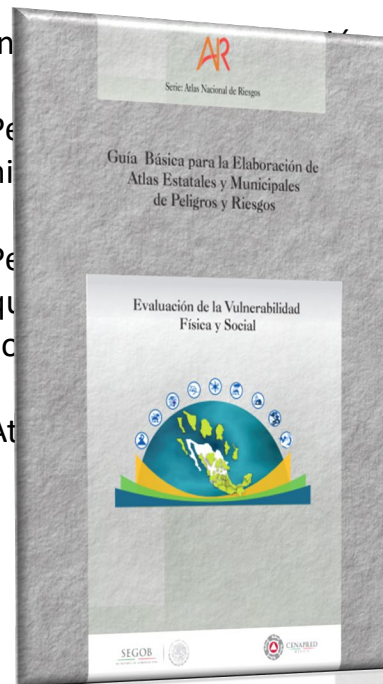 AR
Serie: Atlas Nacional de Riesgos
Guía Básica para la Elaboración de
Atlas Estatales y Municipales
de Peligros y Riesgos
Evaluación de la Vulnerabilidad
Física y Social
SEGOB
CENAPRED